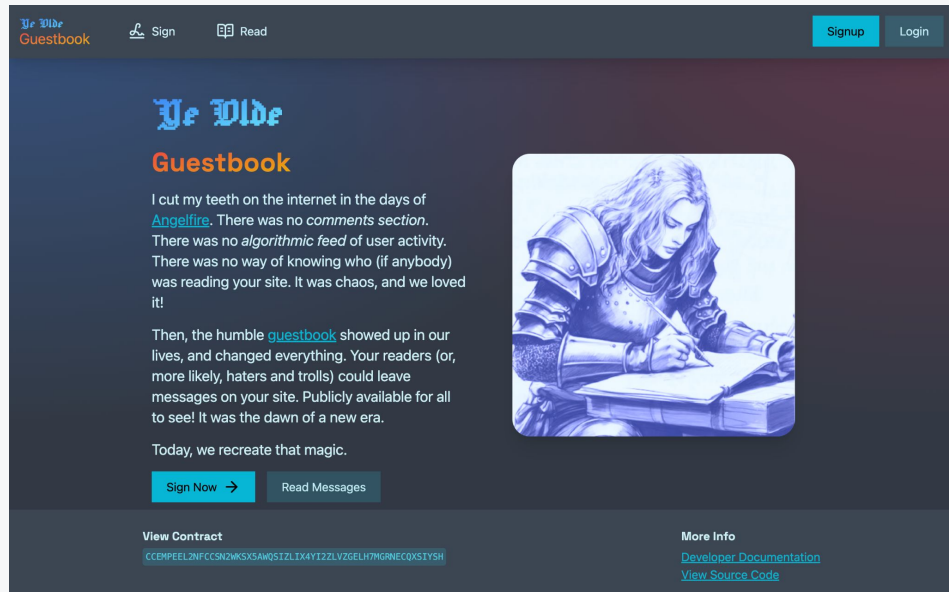 Ye Olde
Guestbook
Sign
Read
Signup
Login
Ye Olde
Guestbook
I cut my teeth on the internet in the days of
Angelfire. There was no comments section.
There was no algorithmic feed of user activity.
There was no way of knowing who (if anybody)
was reading your site. It was chaos, and we loved
it!
Then, the humble guestbook showed up in our
lives, and changed everything. Your readers (or,
more likely, haters and trolls) could leave
messages on your site. Publicly available for all
to see! It was the dawn of a new era.
Today, we recreate that magic.
Sign Now →
Read Messages
View Contract
CCEMPEEL2NFCCSN2WKSX5AWQSIZLIX4YI2ZLVZGELH7MGRNECQXSIYSH
More Info
Developer Documentation
View Source Code